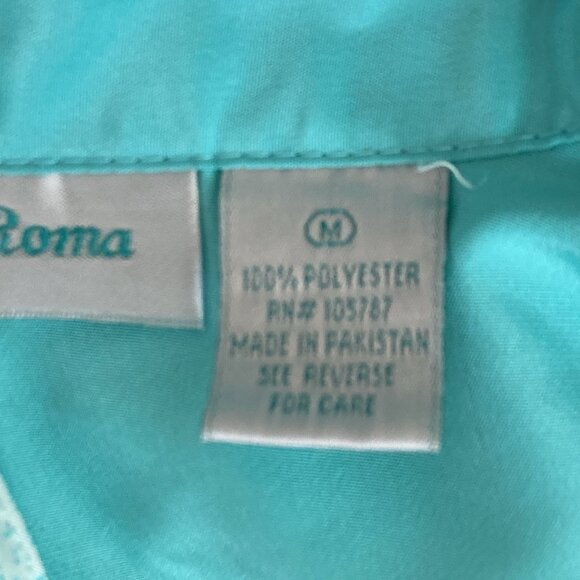 Roma
M
100% POLYESTER
RN# 105787
MADE IN PAKISTAN
SEE REVERSE
FOR CARE